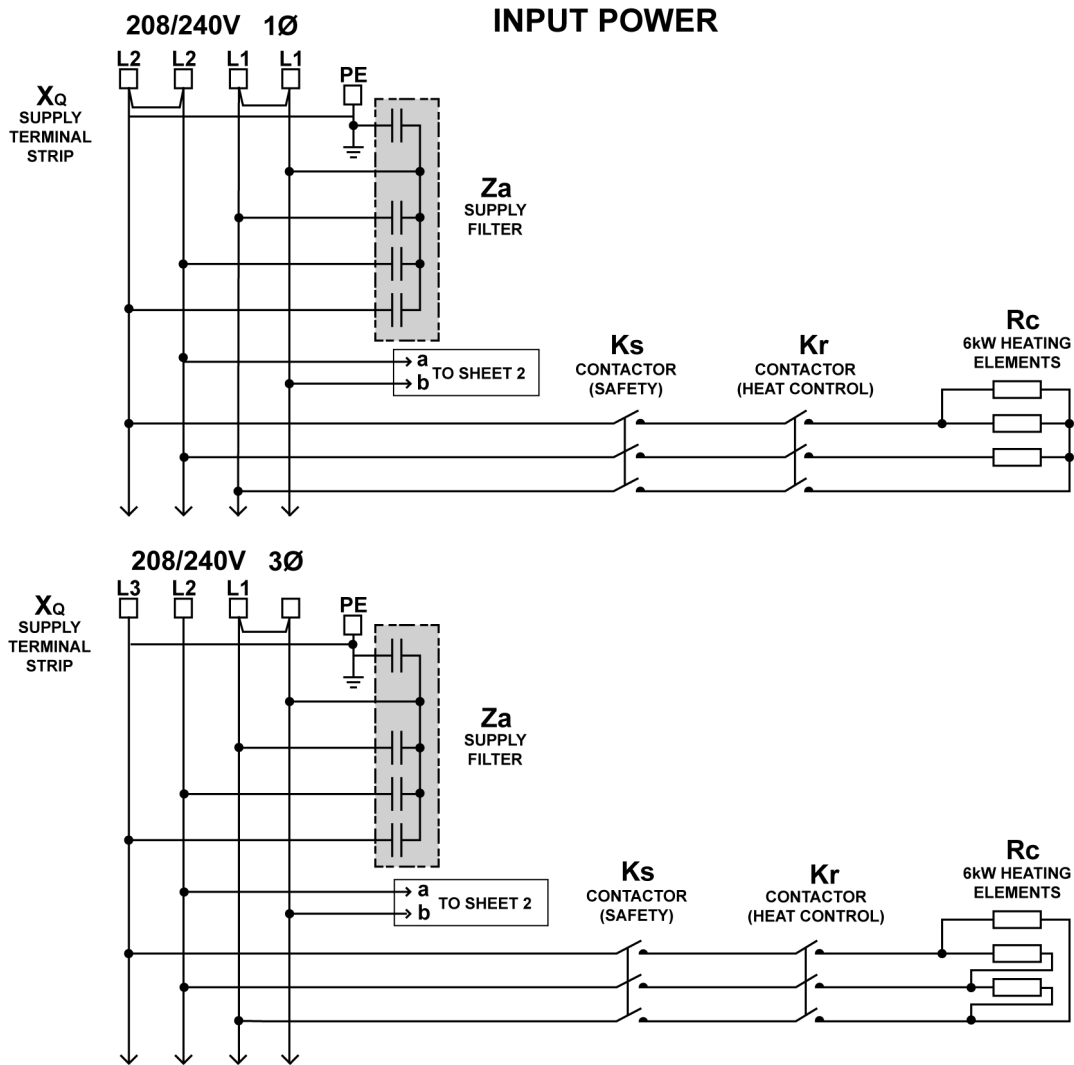 INPUT POWER
208/240V 1Ø
L2 L2 L1 L1
PE
XQ
SUPPLY
TERMINAL
STRIP
Za
SUPPLY
FILTER
a
b
TO SHEET 2
Ks
CONTACTOR
(SAFETY)
Kr
CONTACTOR
(HEAT CONTROL)
Rc
6kW HEATING
ELEMENTS
208/240V 3Ø
L3 L2 L1
PE
XQ
SUPPLY
TERMINAL
STRIP
Za
SUPPLY
FILTER
a
b
TO SHEET 2
Ks
CONTACTOR
(SAFETY)
Kr
CONTACTOR
(HEAT CONTROL)
Rc
6kW HEATING
ELEMENTS